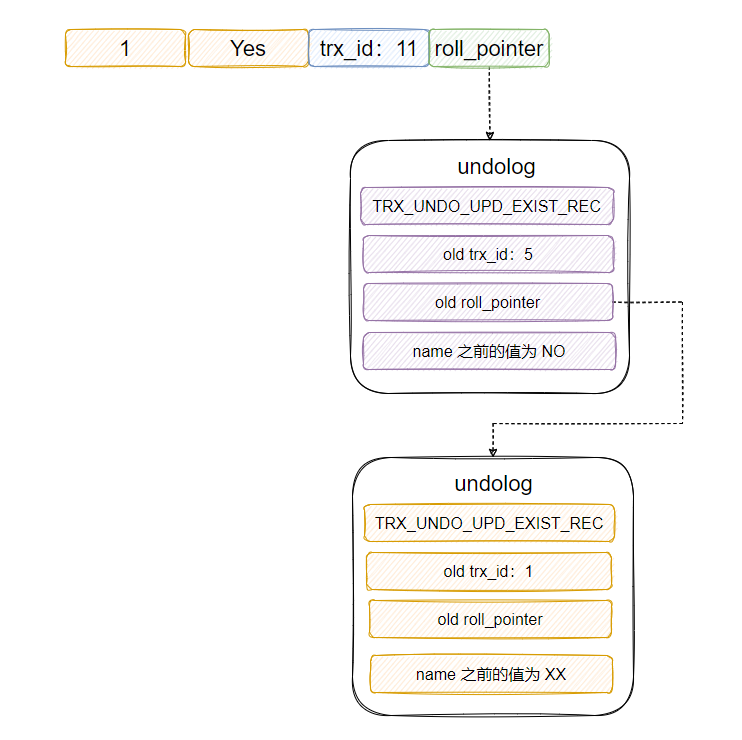 1 Yes trx_id：11 roll_pointer
undolog
TRX_UNDO_UPD_EXIST_REC
old trx_id：5
old roll_pointer
name 之前的值为 NO
undolog
TRX_UNDO_UPD_EXIST_REC
old trx_id：1
old roll_pointer
name 之前的值为 XX